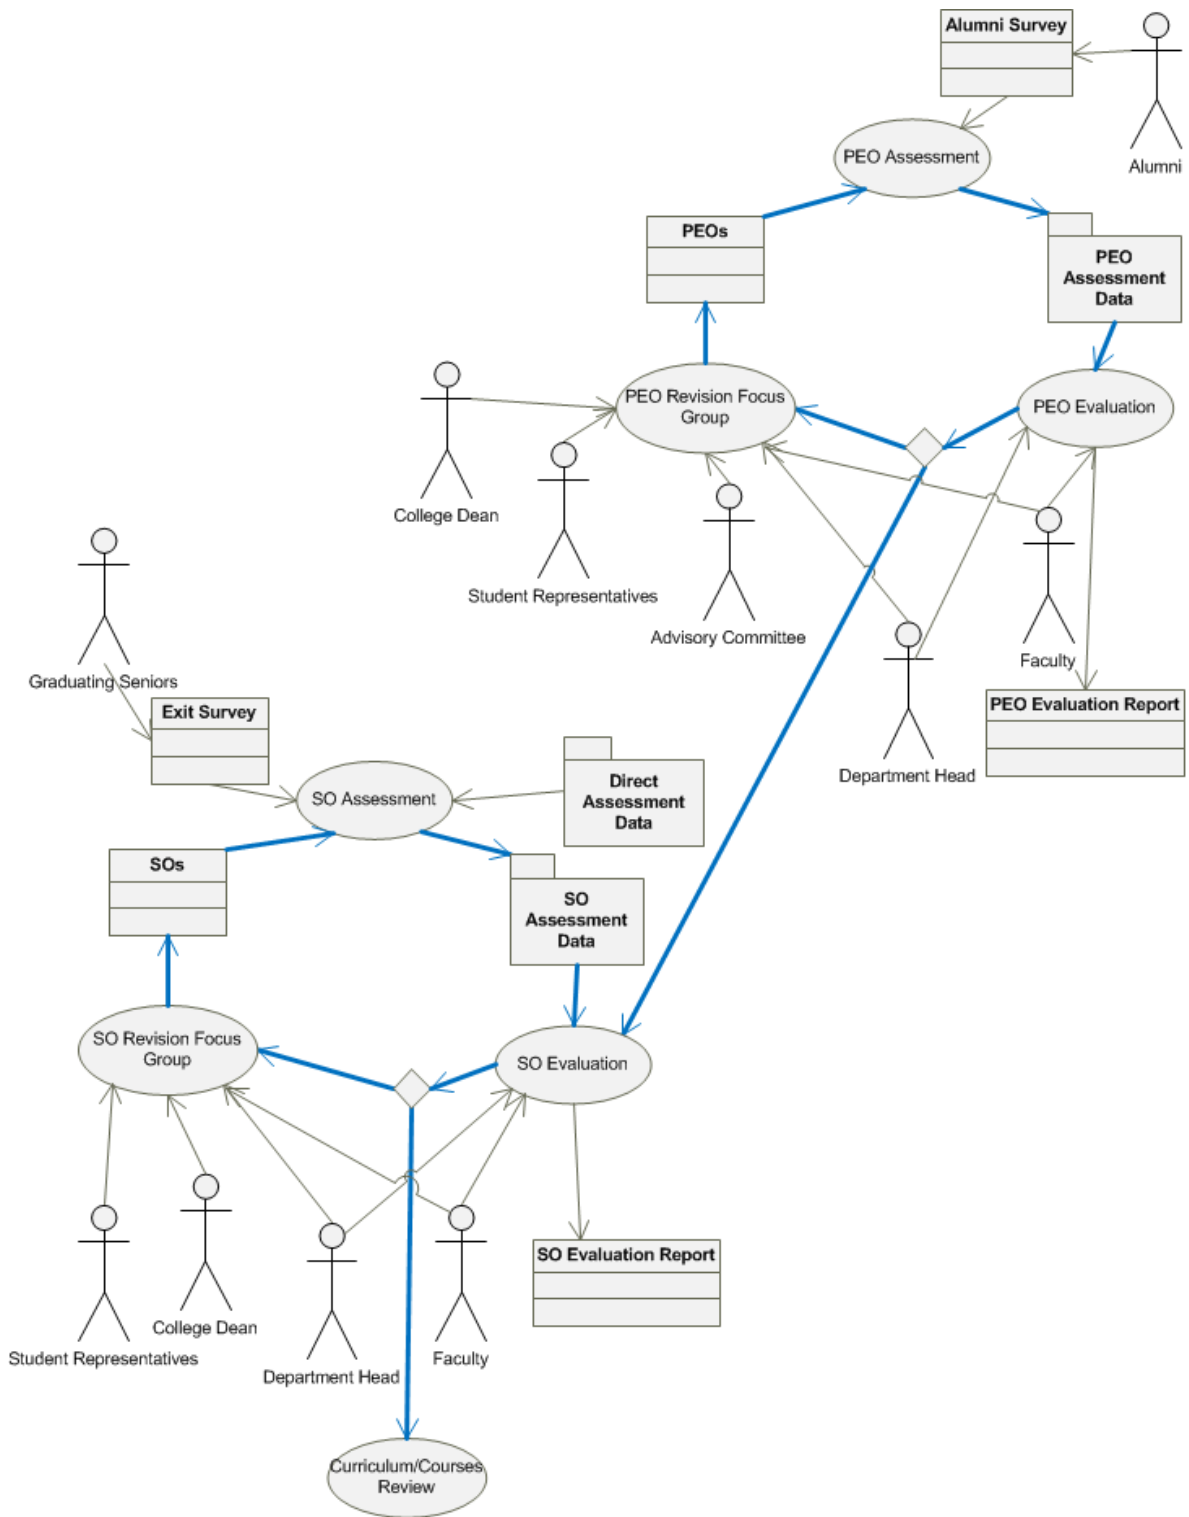 Alumni Survey
PEO Assessment
Alumni
PEOs
PEO
Assessment
Data
PEO Revision Focus
Group
PEO Evaluation
College Dean
Student Representatives
Advisory Committee
Faculty
Graduating Seniors
PEO Evaluation Report
Exit Survey
Department Head
SO Assessment
Direct
Assessment
Data
SOs
SO
Assessment
Data
SO Revision Focus
Group
SO Evaluation
SO Evaluation Report
College Dean
Student Representatives
Faculty
Department Head
Curriculum/Courses
Review